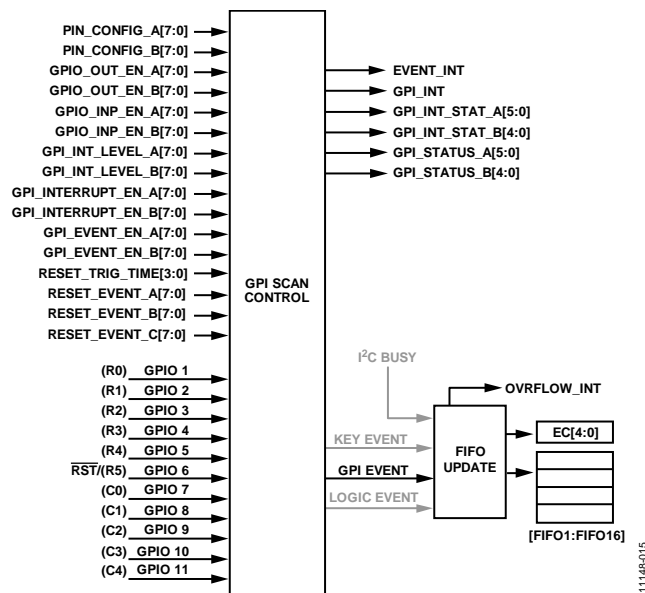 PIN_CONFIG_A[7:0]
PIN_CONFIG_B[7:0]
GPIO_OUT_EN_A[7:0]
GPIO_OUT_EN_B[7:0]
GPIO_INP_EN_A[7:0]
GPIO_INP_EN_B[7:0]
GPI_INT_LEVEL_A[7:0]
GPI_INT_LEVEL_B[7:0]
GPI_INTERRUPT_EN_A[7:0]
GPI_INTERRUPT_EN_B[7:0]
GPI_EVENT_EN_A[7:0]
GPI_EVENT_EN_B[7:0]
RESET_TRIG_TIME[3:0]
RESET_EVENT_A[7:0]
RESET_EVENT_B[7:0]
RESET_EVENT_C[7:0]
(R0) GPIO 1
(R1) GPIO 2
(R2) GPIO 3
(R3) GPIO 4
(R4) GPIO 5
RST/(R5) GPIO 6
(C0) GPIO 7
(C1) GPIO 8
(C2) GPIO 9
(C3) GPIO 10
(C4) GPIO 11
GPI SCAN
CONTROL
EVENT_INT
GPI_INT
GPI_INT_STAT_A[5:0]
GPI_INT_STAT_B[4:0]
GPI_STATUS_A[5:0]
GPI_STATUS_B[4:0]
I²C BUSY
KEY EVENT
GPI EVENT
LOGIC EVENT
FIFO
UPDATE
OVRFLOW_INT
EC[4:0]
[FIFO1:FIFO16]
11148-015